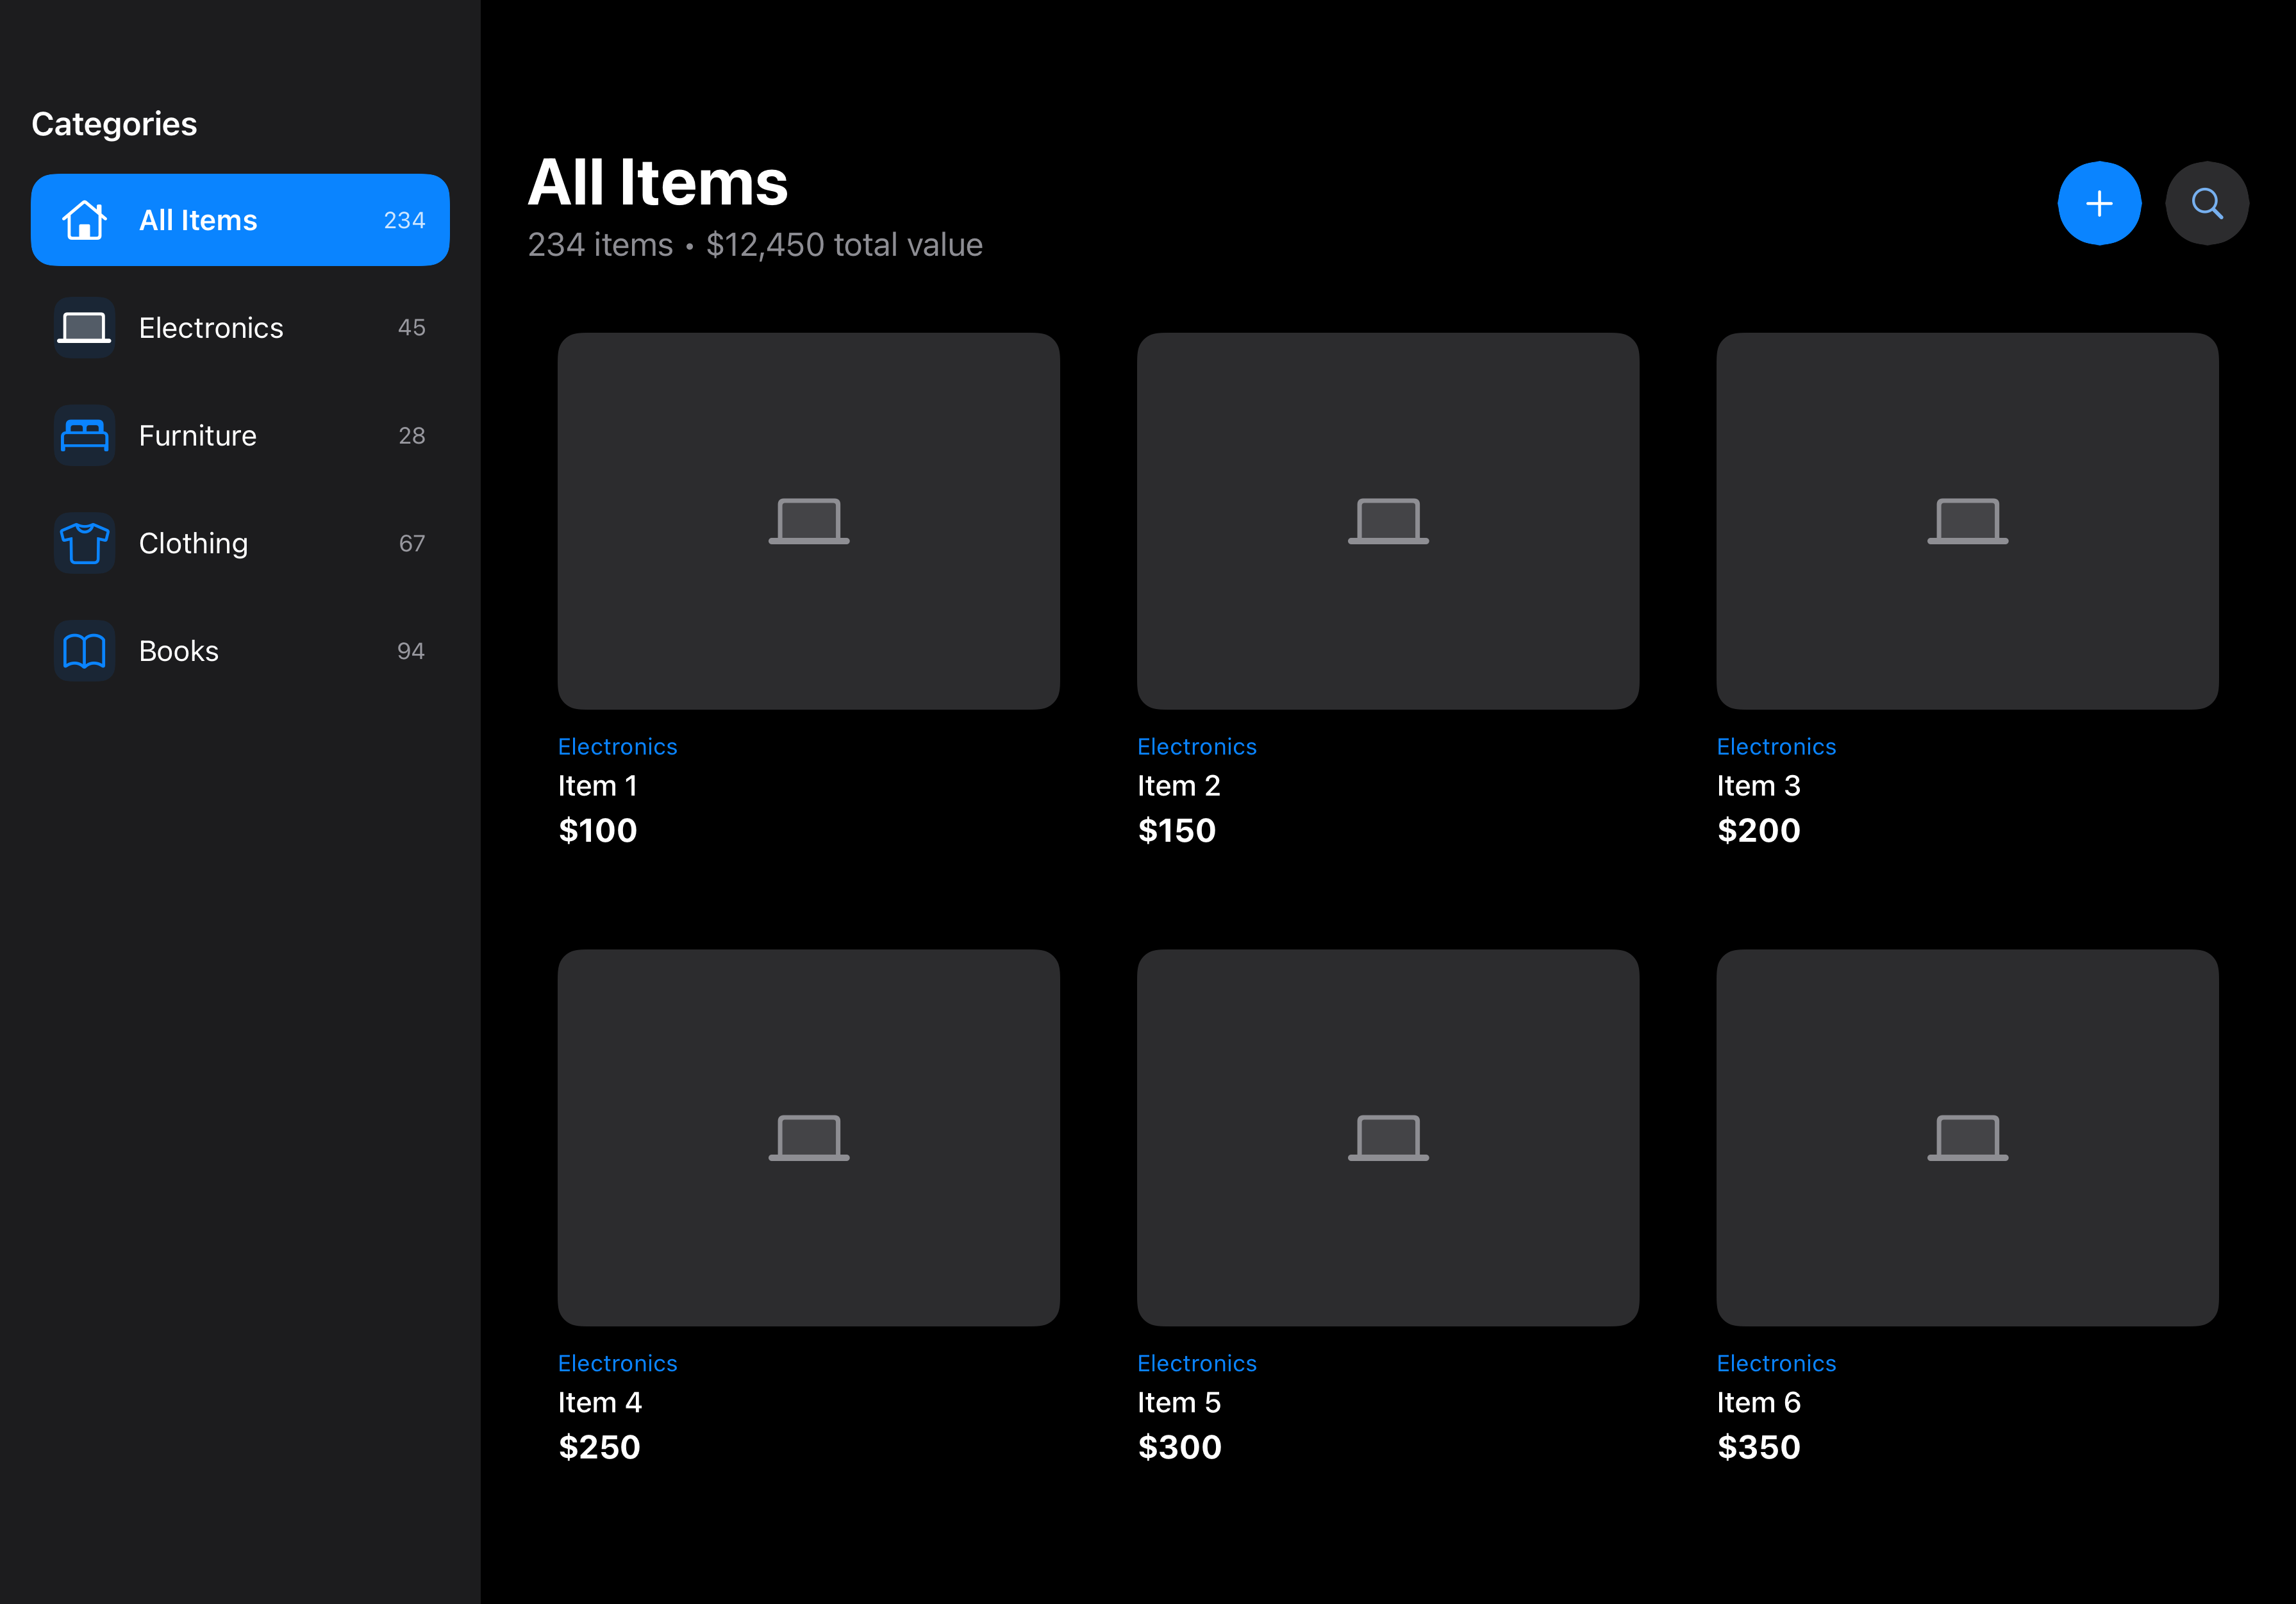 Categories
All Items 234
Electronics 45
Furniture 28
Clothing 67
Books 94
All Items
234 items • $12,450 total value
Electronics
Item 1
$100
Electronics
Item 2
$150
Electronics
Item 3
$200
Electronics
Item 4
$250
Electronics
Item 5
$300
Electronics
Item 6
$350